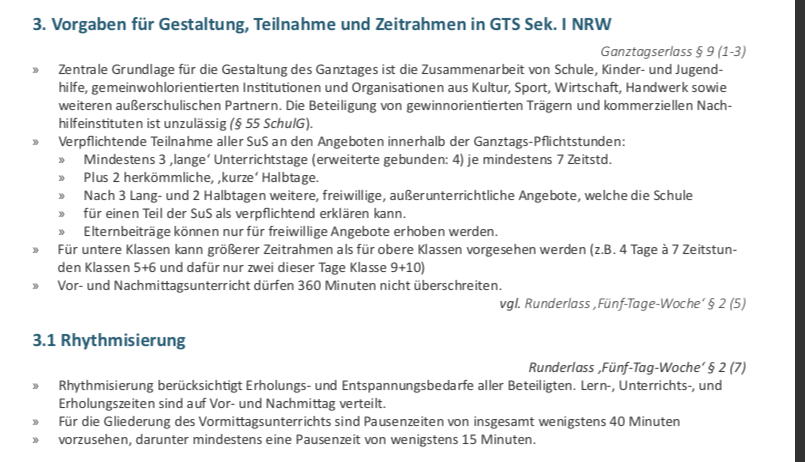 3. Vorgaben für Gestaltung, Teilnahme und Zeitrahmen in GTS Sek. I NRW
Ganztagserlass § 9 (1-3)
» Zentrale Grundlage für die Gestaltung des Ganztages ist die Zusammenarbeit von Schule, Kinder- und Jugend-
hilfe, gemeinwohlorientierten Institutionen und Organisationen aus Kultur, Sport, Wirtschaft, Handwerk sowie
weiteren außerschulischen Partnern. Die Beteiligung von gewinnorientierten Trägern und kommerziellen Nach-
hilfeinstituten ist unzulässig (§ 55 SchulG).
» Verpflichtende Teilnahme aller SuS an den Angeboten innerhalb der Ganztags-Pflichtstunden:
» Mindestens 3 ‚lange‘ Unterrichtstage (erweiterte gebunden: 4) je mindestens 7 Zeitstd.
» Plus 2 herkömmliche, ‚kurze‘ Halbtage.
» Nach 3 Lang- und 2 Halbtagen weitere, freiwillige, außerunterrichtliche Angebote, welche die Schule
» für einen Teil der SuS als verpflichtend erklären kann.
» Elternbeiträge können nur für freiwillige Angebote erhoben werden.
» Für untere Klassen kann größerer Zeitrahmen als für obere Klassen vorgesehen werden (z.B. 4 Tage à 7 Zeitstun-
den Klassen 5+6 und dafür nur zwei dieser Tage Klasse 9+10)
» Vor- und Nachmittagsunterricht dürfen 360 Minuten nicht überschreiten.
vgl. Runderlass ‚Fünf-Tage-Woche‘ § 2 (5)
3.1 Rhythmisierung
Runderlass ‚Fünf-Tag-Woche‘ § 2 (7)
» Rhythmisierung berücksichtigt Erholungs- und Entspannungsbedarfe aller Beteiligten. Lern-, Unterrichts-, und
Erholungszeiten sind auf Vor- und Nachmittag verteilt.
» Für die Gliederung des Vormittagsunterrichts sind Pausenzeiten von insgesamt wenigstens 40 Minuten
» vorzusehen, darunter mindestens eine Pausenzeit von wenigstens 15 Minuten.